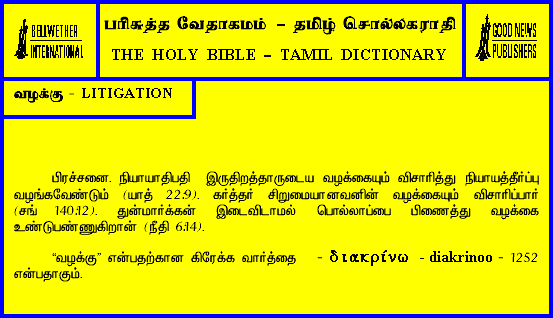 BELLWETHER
INTERNATIONAL
பரிசுத்த வேதாகமம் – தமிழ் சொல்லகராதி
THE HOLY BIBLE – TAMIL DICTIONARY
GOOD NEWS
PUBLISHERS
வழக்கு - LITIGATION
பிரச்சனை. நியாயாதிபதி இருதிறத்தாருடைய வழக்கையும் விசாரித்து நியாயத்தீர்ப்பு
வழங்கவேண்டும் (யாத் 22:9). கர்த்தர் சிறுமையானவனின் வழக்கையும் விசாரிப்பார்
(சங் 140:12). துன்மார்க்கன் இடைவிடாமல் பொல்லாப்பை பிணைத்து வழக்கை
உண்டுபண்ணுகிறான் (நீதி 6:14).
“வழக்கு” என்பதற்கான கிரேக்க வார்த்தை - διακρίνω - diakrinoo - 1252
என்பதாகும்.